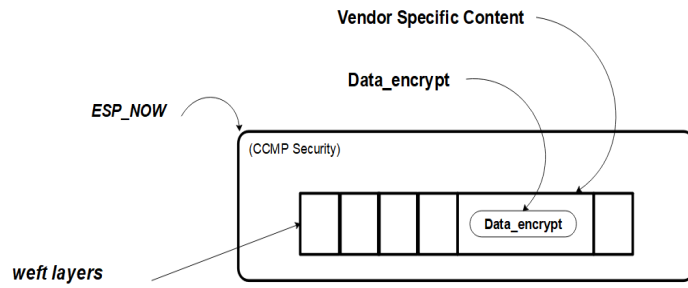 Vendor Specific Content
Data_encrypt
ESP_NOW
(CCMP Security)
Data_encrypt
weft layers